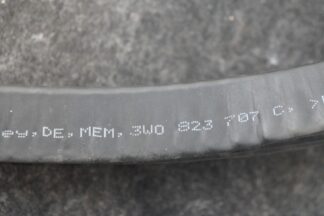 ey, DE, MEM, 3W0 823 707 C, >